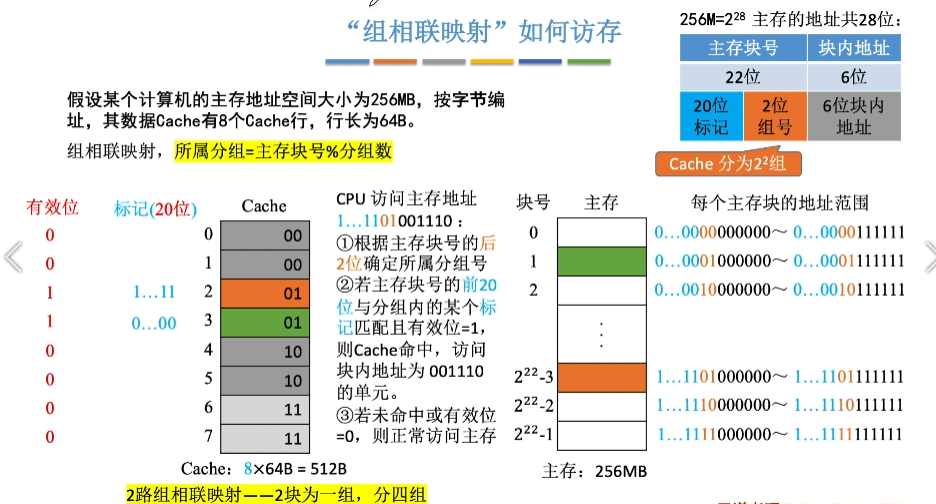 “组相联映射”如何访存
256M=2²⁸ 主存的地址共28位：
主存块号 块内地址
22位 6位
20位标记 2位组号 6位块内地址
Cache 分为2²组
假设某个计算机的主存地址空间大小为256MB，按字节编
址，其数据Cache有8个Cache行，行长为64B。
组相联映射，所属分组=主存块号%分组数
有效位 标记(20位) Cache
0 0 00
0 1 00
1 1…11 2 01
1 0…00 3 01
0 4 10
0 5 10
0 6 11
0 7 11
Cache：8×64B = 512B
2路组相联映射——2块为一组，分四组
CPU 访问主存地址
1…1101001110：
①根据主存块号的后
2位确定所属分组号
②若主存块号的前20
位与分组内的某个标
记匹配且有效位=1，
则Cache命中，访问
块内地址为 001110
的单元。
③若未命中或有效位
=0，则正常访问主存
块号 主存 每个主存块的地址范围
0 0…0000000000～ 0…0000111111
1 0…0001000000～ 0…0001111111
2 0…0010000000～ 0…0010111111
⋮
2²²-3 1…1101000000～ 1…1101111111
2²²-2 1…1110000000～ 1…1110111111
2²²-1 1…1111000000～ 1…1111111111
主存：256MB